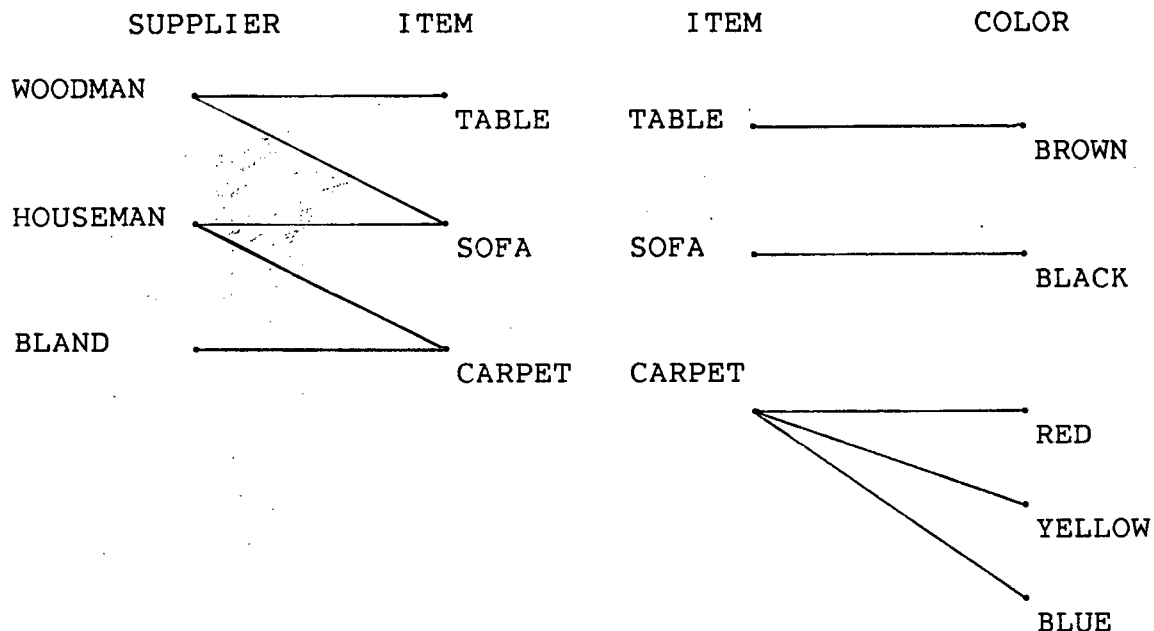 SUPPLIER ITEM ITEM COLOR
WOODMAN
TABLE TABLE
BROWN
HOUSEMAN
SOFA SOFA
BLACK
BLAND
CARPET CARPET
RED
YELLOW
BLUE